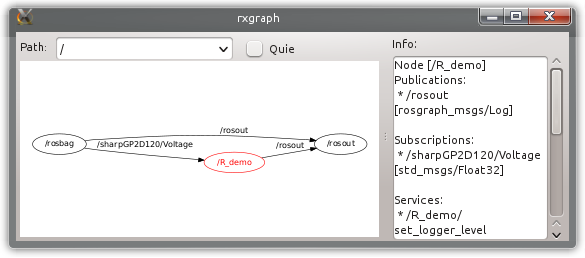 rxgraph
Path:
/
Quie
Info:
/rosbag
/rosout
/sharpGP2D120/Voltage
/R_demo
/rosout
/rosout
Node [/R_demo]
Publications:
* /rosout
[rosgraph_msgs/Log]
Subscriptions:
* /sharpGP2D120/Voltage
[std_msgs/Float32]
Services:
* /R_demo/
set_logger_level